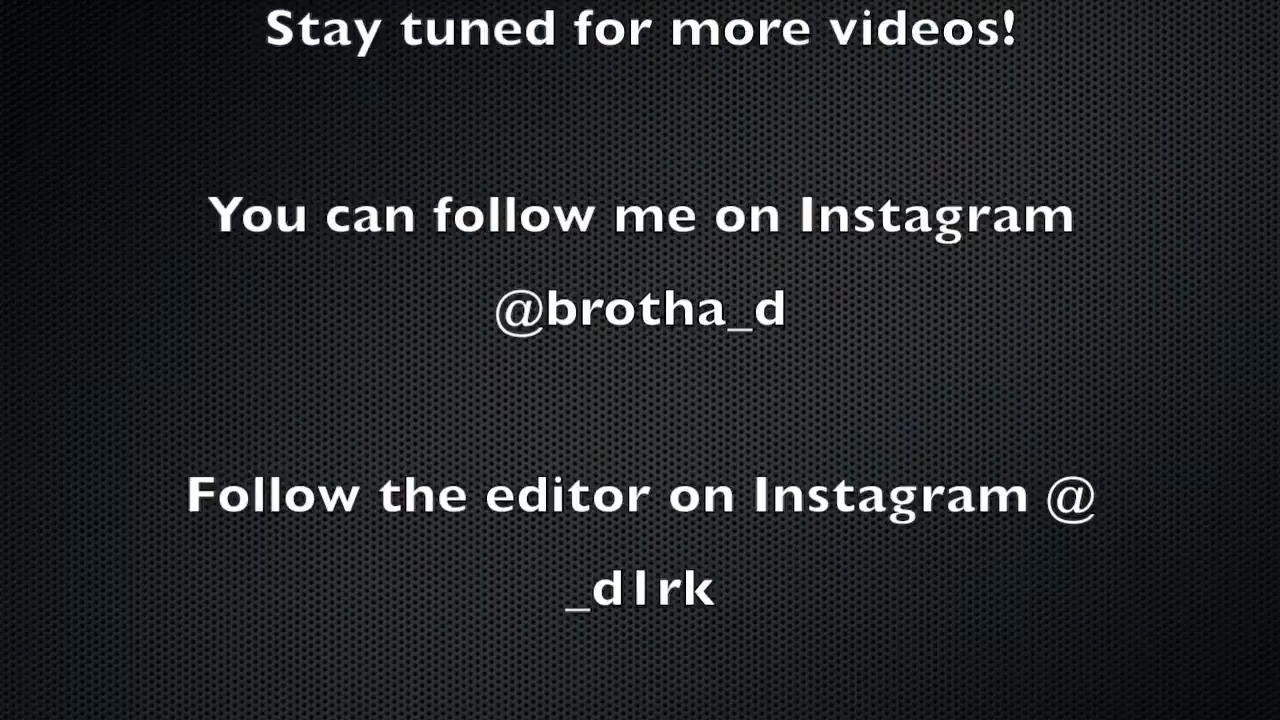 Stay tuned for more videos!
You can follow me on Instagram
@brotha_d
Follow the editor on Instagram @
_d1rk